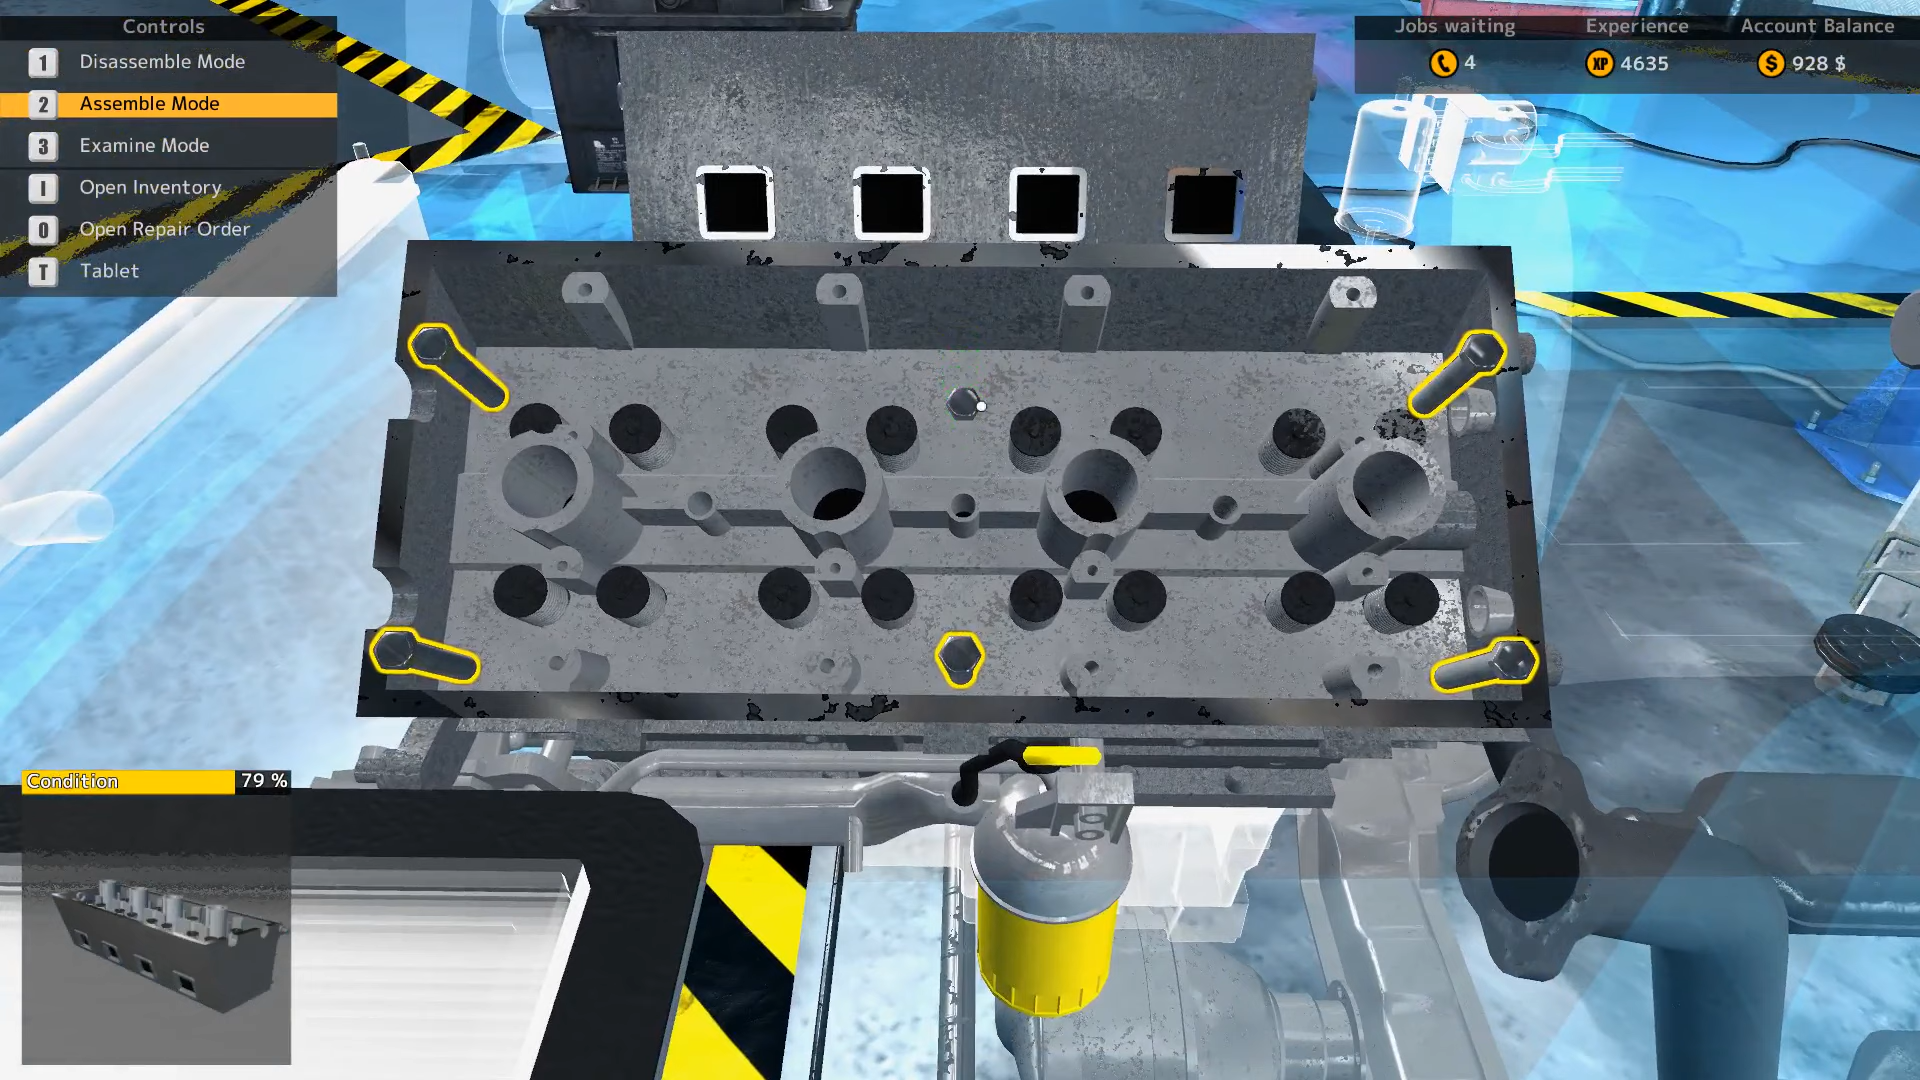 Controls
1 Disassemble Mode
2 Assemble Mode
3 Examine Mode
I Open Inventory
O Open Repair Order
T Tablet
Jobs waiting Experience Account Balance
4 XP 4635 $ 928 $
Condition 79 %